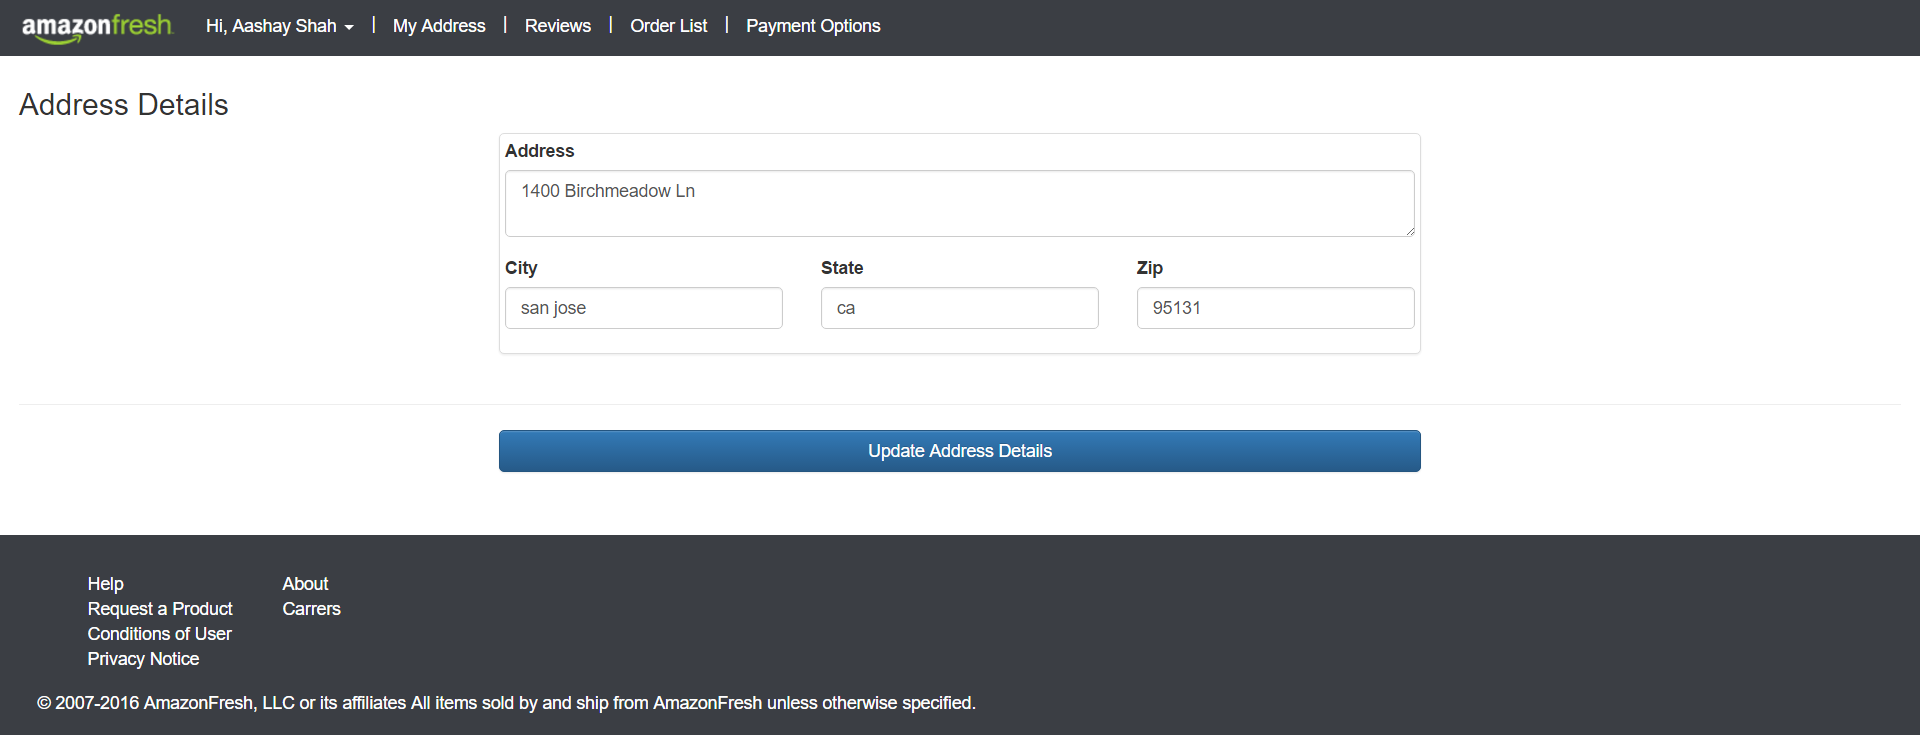 amazonfresh Hi, Aashay Shah | My Address | Reviews | Order List | Payment Options
Address Details
Address
1400 Birchmeadow Ln
City State Zip
san jose ca 95131
Update Address Details
Help About
Request a Product Carrers
Conditions of User
Privacy Notice
© 2007-2016 AmazonFresh, LLC or its affiliates All items sold by and ship from AmazonFresh unless otherwise specified.